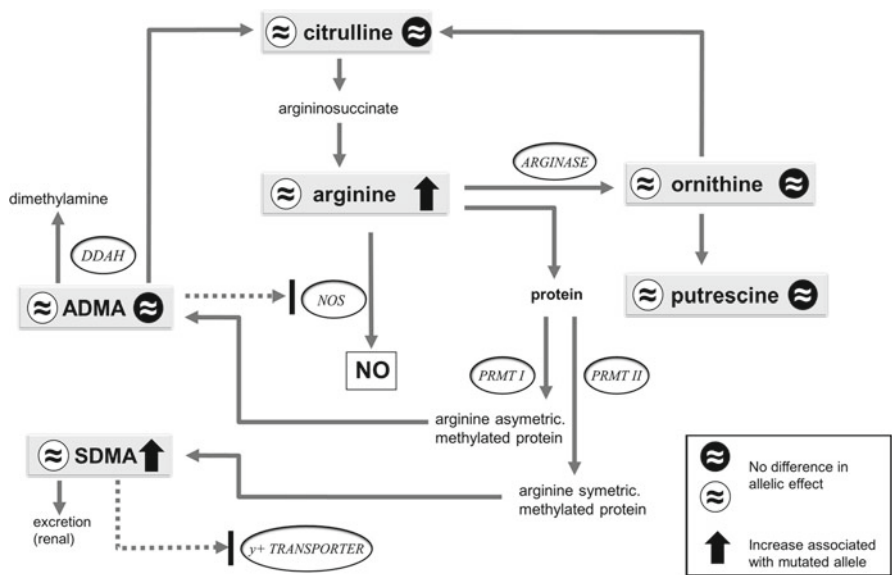 citrulline
argininosuccinate
ARGINASE
arginine
ornithine
dimethylamine
DDAH
ADMA
NOS
protein
putrescine
NO
PRMT I
PRMT II
arginine asymetric.
methylated protein
SDMA
arginine symetric.
methylated protein
excretion
(renal)
y+ TRANSPORTER
No difference in
allelic effect
Increase associated
with mutated allele